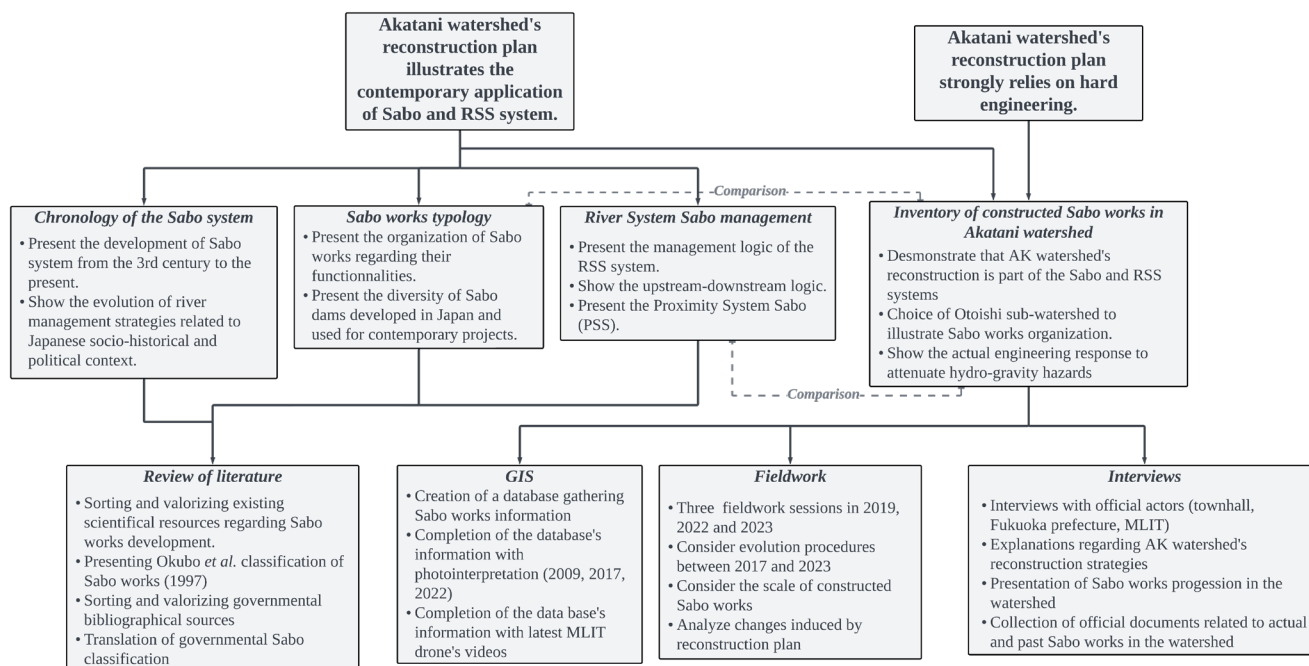 Akatani watershed's
reconstruction plan
illustrates the
contemporary application
of Sabo and RSS system.
Akatani watershed's
reconstruction plan
strongly relies on hard
engineering.
Comparison
Chronology of the Sabo system
• Present the development of Sabo
system from the 3rd century to the
present.
• Show the evolution of river
management strategies related to
Japanese socio-historical and
political context.
Sabo works typology
• Present the organization of Sabo
works regarding their
functionnalities.
• Present the diversity of Sabo
dams developed in Japan and
used for contemporary projects.
River System Sabo management
• Present the management logic of the
RSS system.
• Show the upstream-downstream logic.
• Present the Proximity System Sabo
(PSS).
Inventory of constructed Sabo works in
Akatani watershed
• Desmonstrate that AK watershed's
reconstruction is part of the Sabo and RSS
systems
• Choice of Otoishi sub-watershed to
illustrate Sabo works organization.
• Show the actual engineering response to
attenuate hydro-gravity hazards
Comparison
Review of literature
• Sorting and valorizing existing
scientifical resources regarding Sabo
works development.
• Presenting Okubo et al. classification of
Sabo works (1997)
• Sorting and valorizing governmental
bibliographical sources
• Translation of governmental Sabo
classification
GIS
• Creation of a database gathering
Sabo works information
• Completion of the database's
information with
photointerpretation (2009, 2017,
2022)
• Completion of the data base's
information with latest MLIT
drone's videos
Fieldwork
• Three fieldwork sessions in 2019,
2022 and 2023
• Consider evolution procedures
between 2017 and 2023
• Consider the scale of constructed
Sabo works
• Analyze changes induced by
reconstruction plan
Interviews
• Interviews with official actors (townhall,
Fukuoka prefecture, MLIT)
• Explanations regarding AK watershed's
reconstruction strategies
• Presentation of Sabo works progession in the
watershed
• Collection of official documents related to actual
and past Sabo works in the watershed